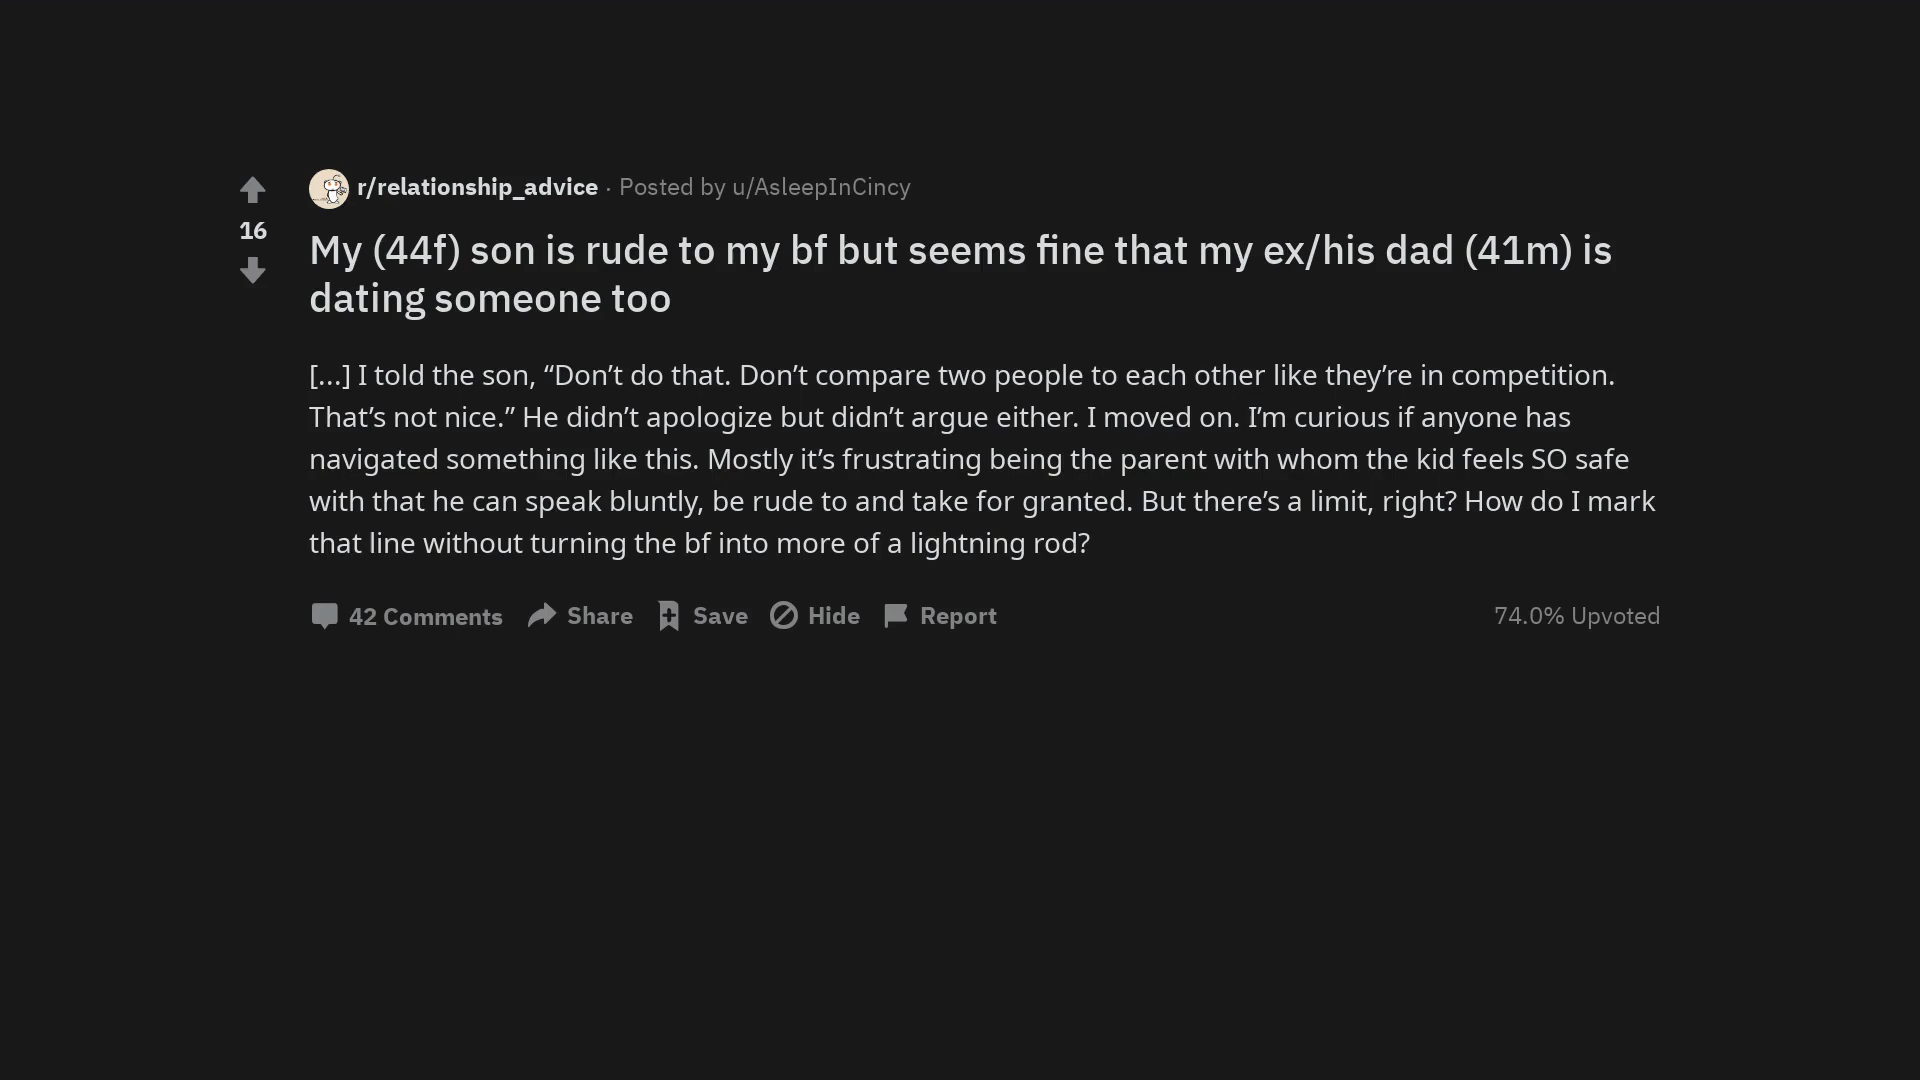 r/relationship_advice · Posted by u/AsleepInCincy
16
My (44f) son is rude to my bf but seems fine that my ex/his dad (41m) is
dating someone too
[...] I told the son, “Don’t do that. Don’t compare two people to each other like they’re in competition.
That’s not nice.” He didn’t apologize but didn’t argue either. I moved on. I’m curious if anyone has
navigated something like this. Mostly it’s frustrating being the parent with whom the kid feels SO safe
with that he can speak bluntly, be rude to and take for granted. But there’s a limit, right? How do I mark
that line without turning the bf into more of a lightning rod?
42 Comments Share Save Hide Report 74.0% Upvoted